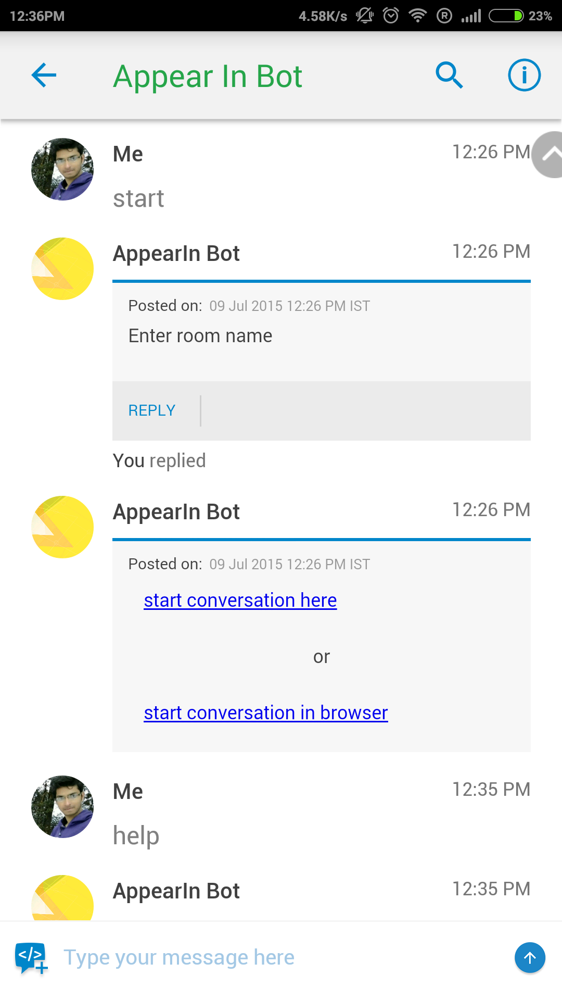 12:36PM 4.58K/s R 23%
Appear In Bot
Me 12:26 PM
start
AppearIn Bot 12:26 PM
Posted on: 09 Jul 2015 12:26 PM IST
Enter room name
REPLY
You replied
AppearIn Bot 12:26 PM
Posted on: 09 Jul 2015 12:26 PM IST
start conversation here
or
start conversation in browser
Me 12:35 PM
help
AppearIn Bot 12:35 PM
</> Type your message here